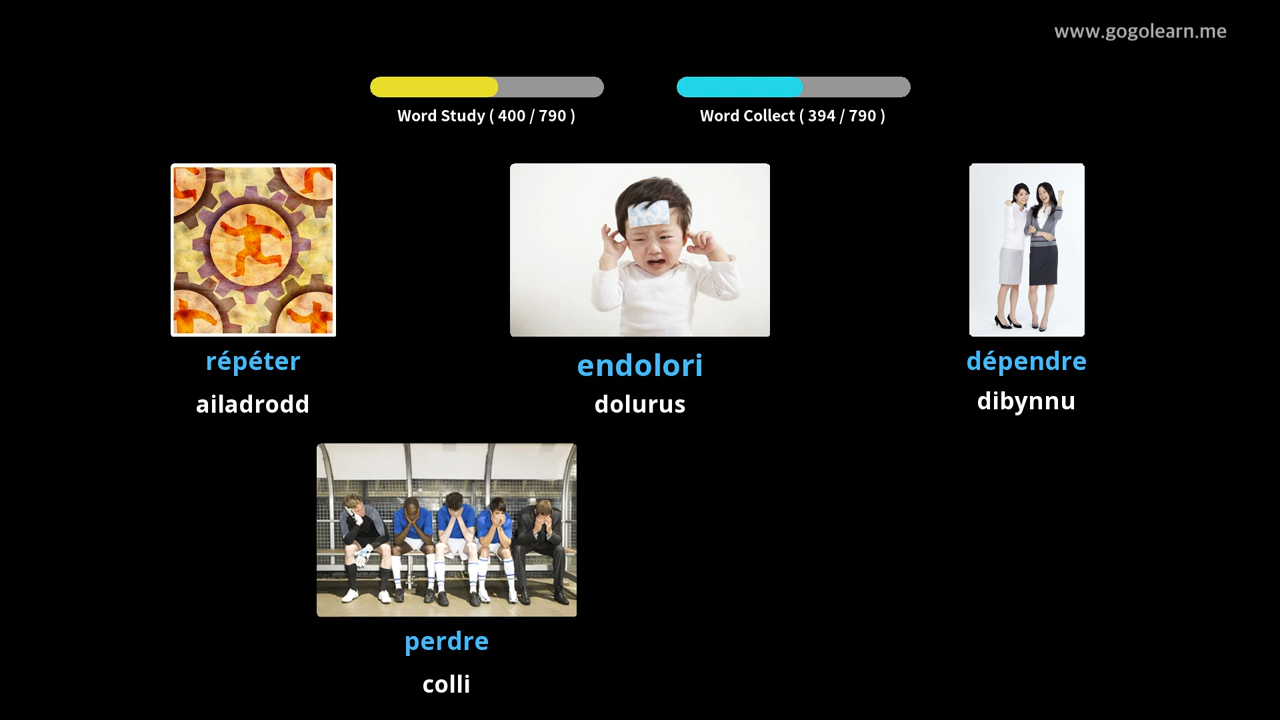 www.gogolearn.me
Word Study ( 400 / 790 )
Word Collect ( 394 / 790 )
répéter
endolori
dépendre
ailadrodd
dolurus
dibynnu
perdre
colli